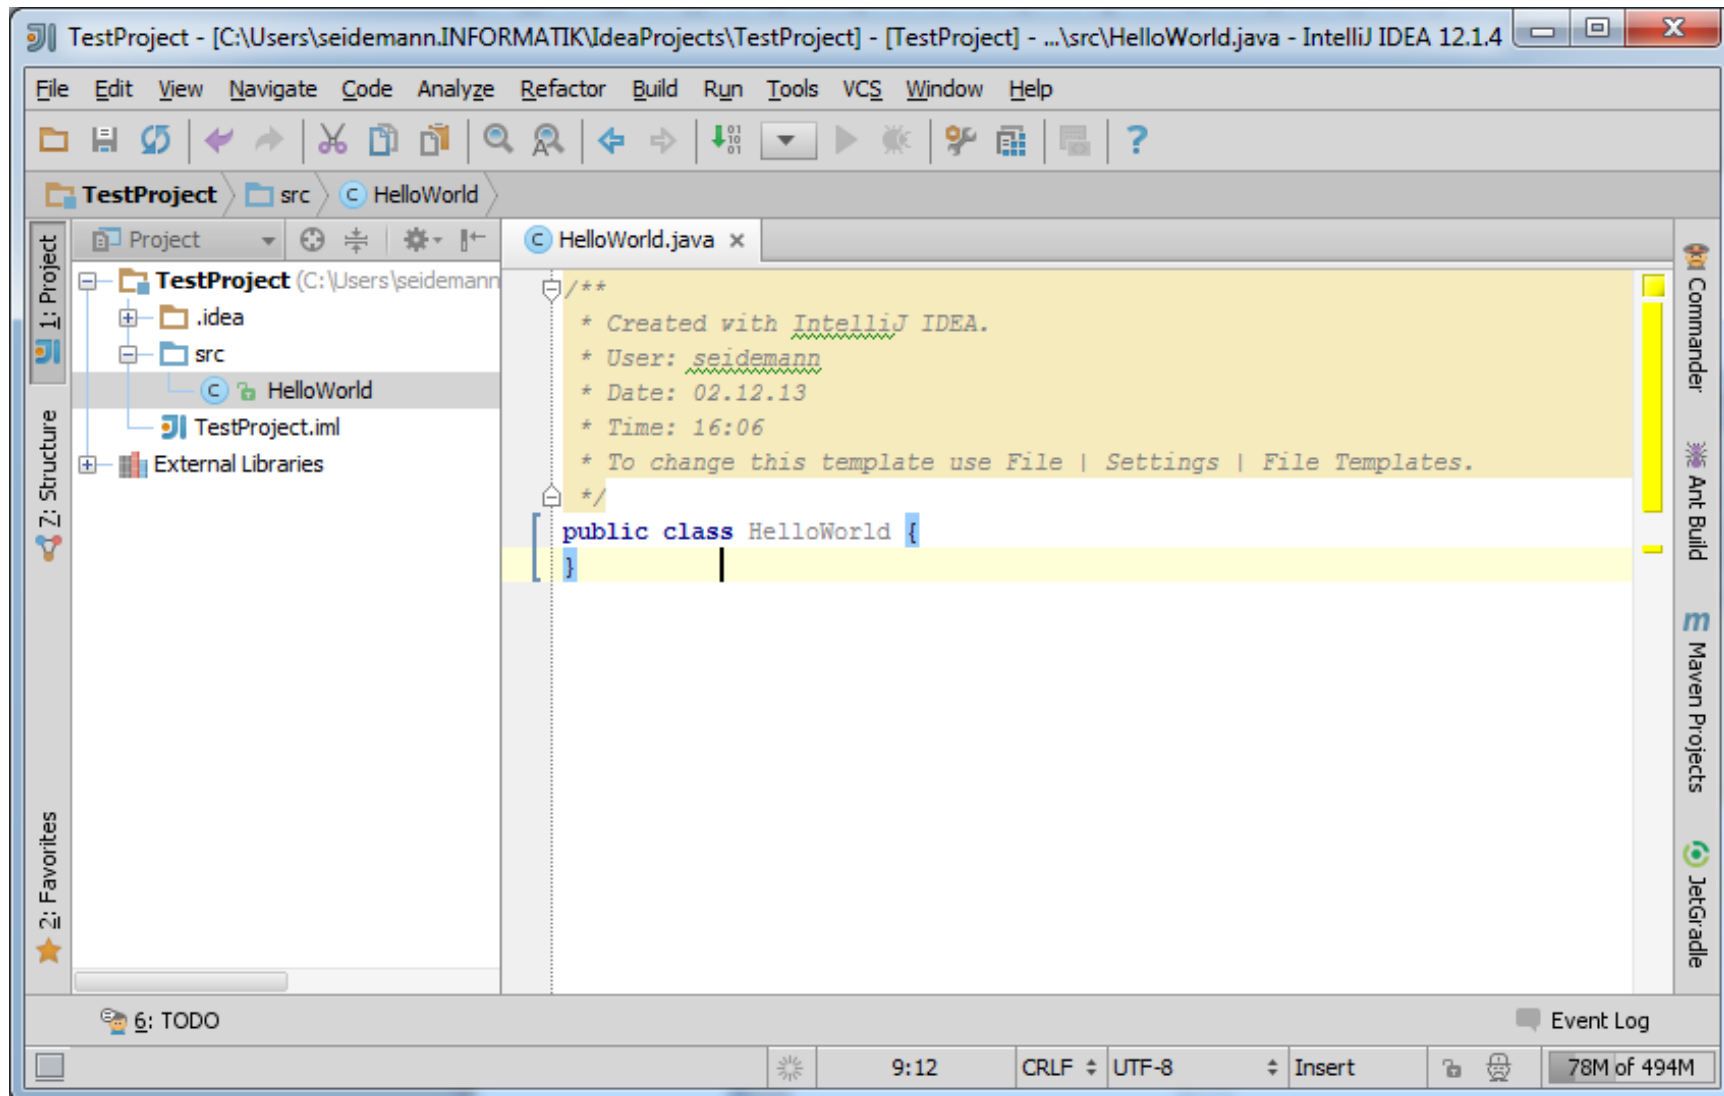 TestProject - [C:\Users\seidemann.INFORMATIK\IdeaProjects\TestProject] - [TestProject] - ...\src\HelloWorld.java - IntelliJ IDEA 12.1.4
File Edit View Navigate Code Analyze Refactor Build Run Tools VCS Window Help
TestProject src HelloWorld
1: Project
Z: Structure
2: Favorites
Project
TestProject (C:\Users\seidemann
.idea
src
HelloWorld
TestProject.iml
External Libraries
HelloWorld.java
/**
* Created with IntelliJ IDEA.
* User: seidemann
* Date: 02.12.13
* Time: 16:06
* To change this template use File | Settings | File Templates.
*/
public class HelloWorld {
}
Commander
Ant Build
Maven Projects
JetGradle
6: TODO
Event Log
9:12 CRLF UTF-8 Insert 78M of 494M